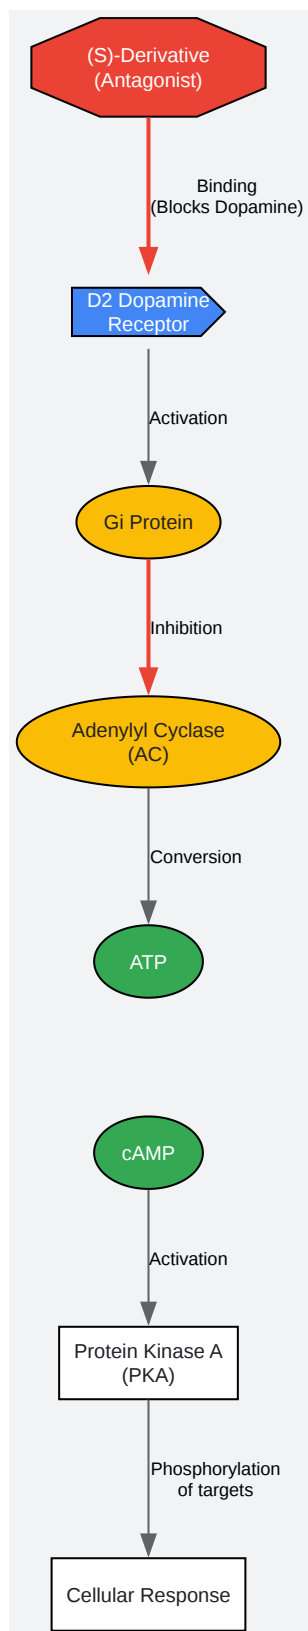 (S)-Derivative
(Antagonist)
Binding
(Blocks Dopamine)
D2 Dopamine
Receptor
Activation
Gi Protein
Inhibition
Adenylyl Cyclase
(AC)
Conversion
ATP
cAMP
Activation
Protein Kinase A
(PKA)
Phosphorylation
of targets
Cellular Response